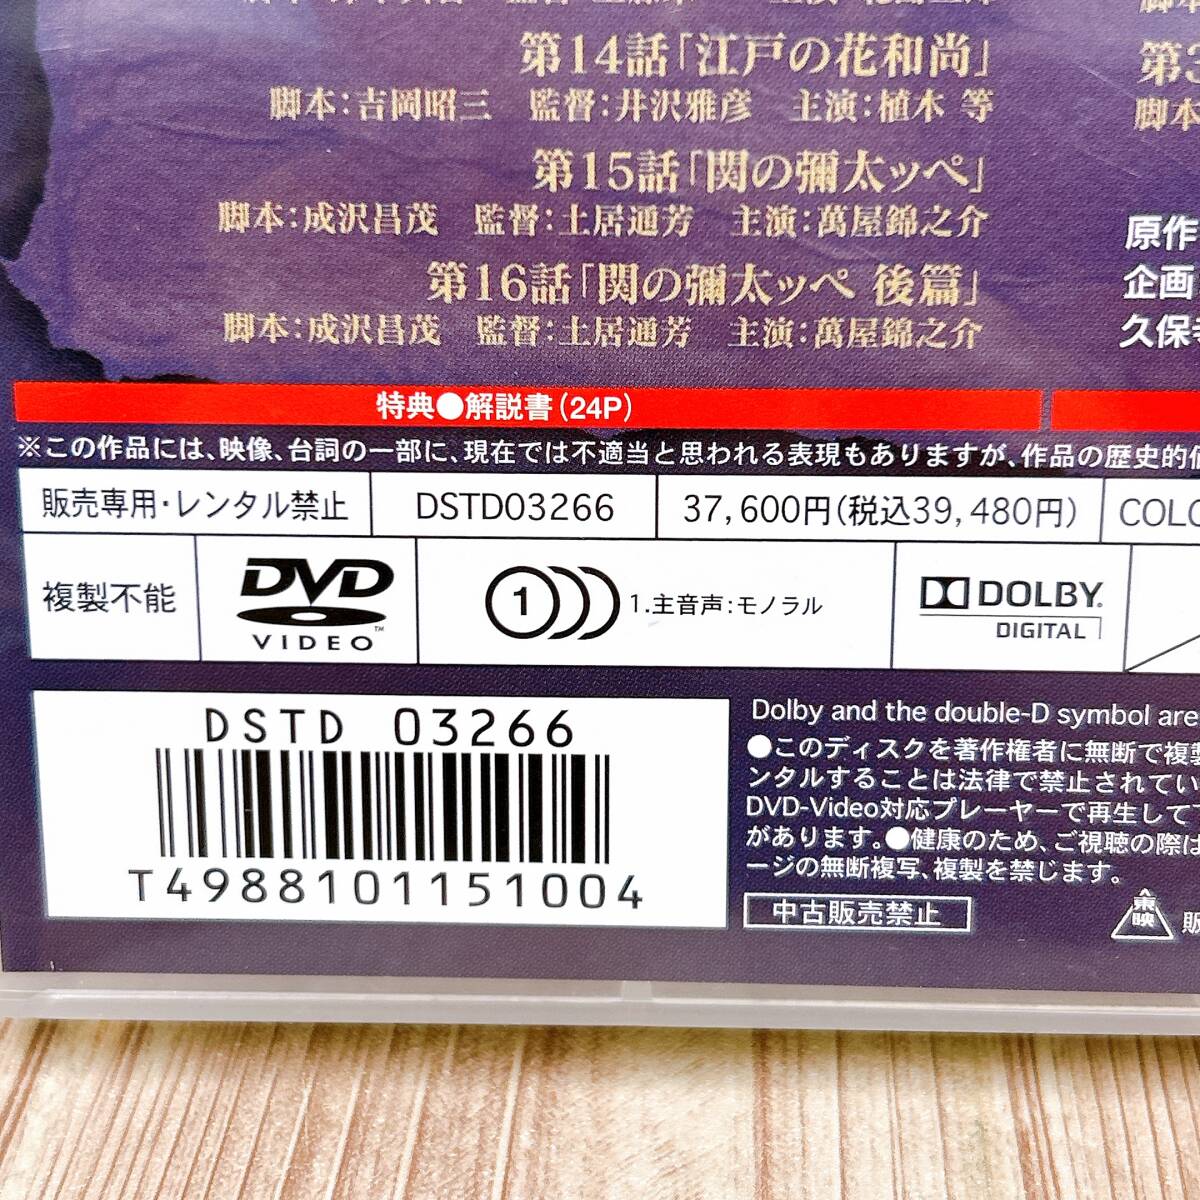 第14話「江戸の花和尚」
脚本:吉岡昭三 監督:井沢雅彦 主演:植木 等
第15話「関の彌太ッペ」
脚本:成沢昌茂 監督:土居通芳 主演:萬屋錦之介
第16話「関の彌太ッペ 後篇」
脚本:成沢昌茂 監督:土居通芳 主演:萬屋錦之介
第3
脚本
原作
企画
久保
特典●解説書(24P)
※この作品には、映像、台詞の一部に、現在では不適当と思われる表現もありますが、作品の歴史的
販売専用・レンタル禁止
DSTD03266
37,600円(税込39,480円)
COLO
複製不能
DVD
VIDEO™
1
1.主音声:モノラル
DOLBY.
DIGITAL
DSTD 03266
T4988101151004
Dolby and the double-D symbol are
●このディスクを著作権者に無断で複製
ンタルすることは法律で禁止されてい
DVD-Video対応プレーヤーで再生して
があります。●健康のため、ご視聴の際は
ージの無断複写、複製を禁じます。
中古販売禁止
東映
販